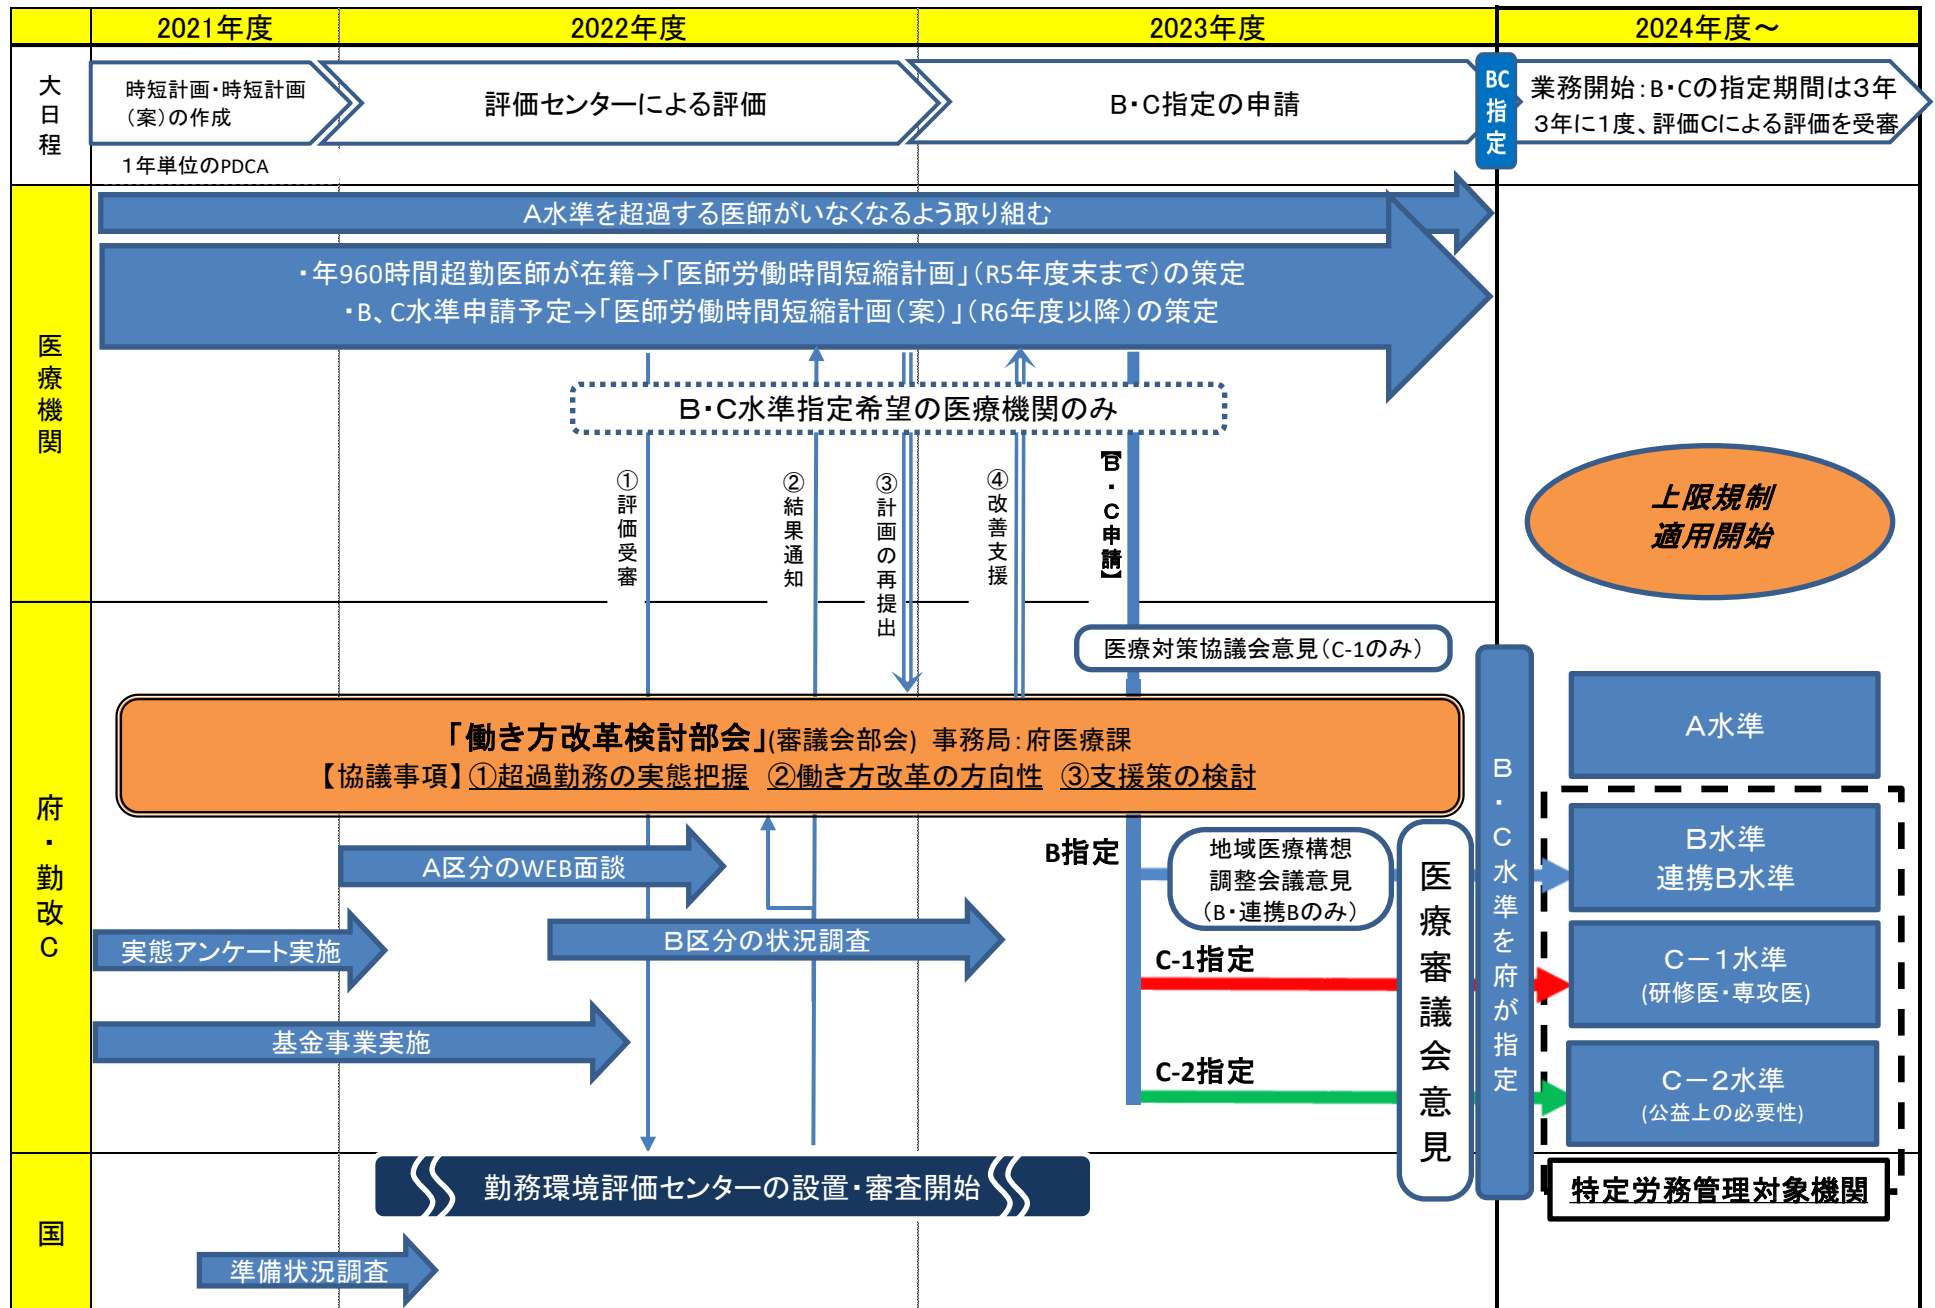 2021年度
2022年度
2023年度
2024年度～
大日程
時短計画・時短計画
（案）の作成
評価センターによる評価
B・C指定の申請
BC指定
業務開始：B・Cの指定期間は３年
３年に１度、評価Ｃによる評価を受審
１年単位のPDCA
医療機関
Ａ水準を超過する医師がいなくなるよう取り組む
・年960時間超勤医師が在籍→「医師労働時間短縮計画」（R5年度末まで）の策定
・B、C水準申請予定→「医師労働時間短縮計画（案）」（R6年度以降）の策定
Ｂ・Ｃ水準指定希望の医療機関のみ
①評価受審
②結果通知
③計画の再提出
④改善支援
【Ｂ・Ｃ申請】
上限規制
適用開始
府・勤改Ｃ
医療対策協議会意見（C-1のみ）
「働き方改革検討部会」(審議会部会) 事務局：府医療課
【協議事項】①超過勤務の実態把握 ②働き方改革の方向性 ③支援策の検討
Ａ区分のWEB面談
実態アンケート実施
Ｂ区分の状況調査
基金事業実施
B指定
地域医療構想
調整会議意見
（B・連携Bのみ）
C-1指定
C-2指定
医療審議会意見
Ｂ・Ｃ水準を府が指定
Ａ水準
Ｂ水準
連携Ｂ水準
Ｃ－１水準
(研修医・専攻医)
Ｃ－２水準
(公益上の必要性)
特定労務管理対象機関
国
勤務環境評価センターの設置・審査開始
準備状況調査